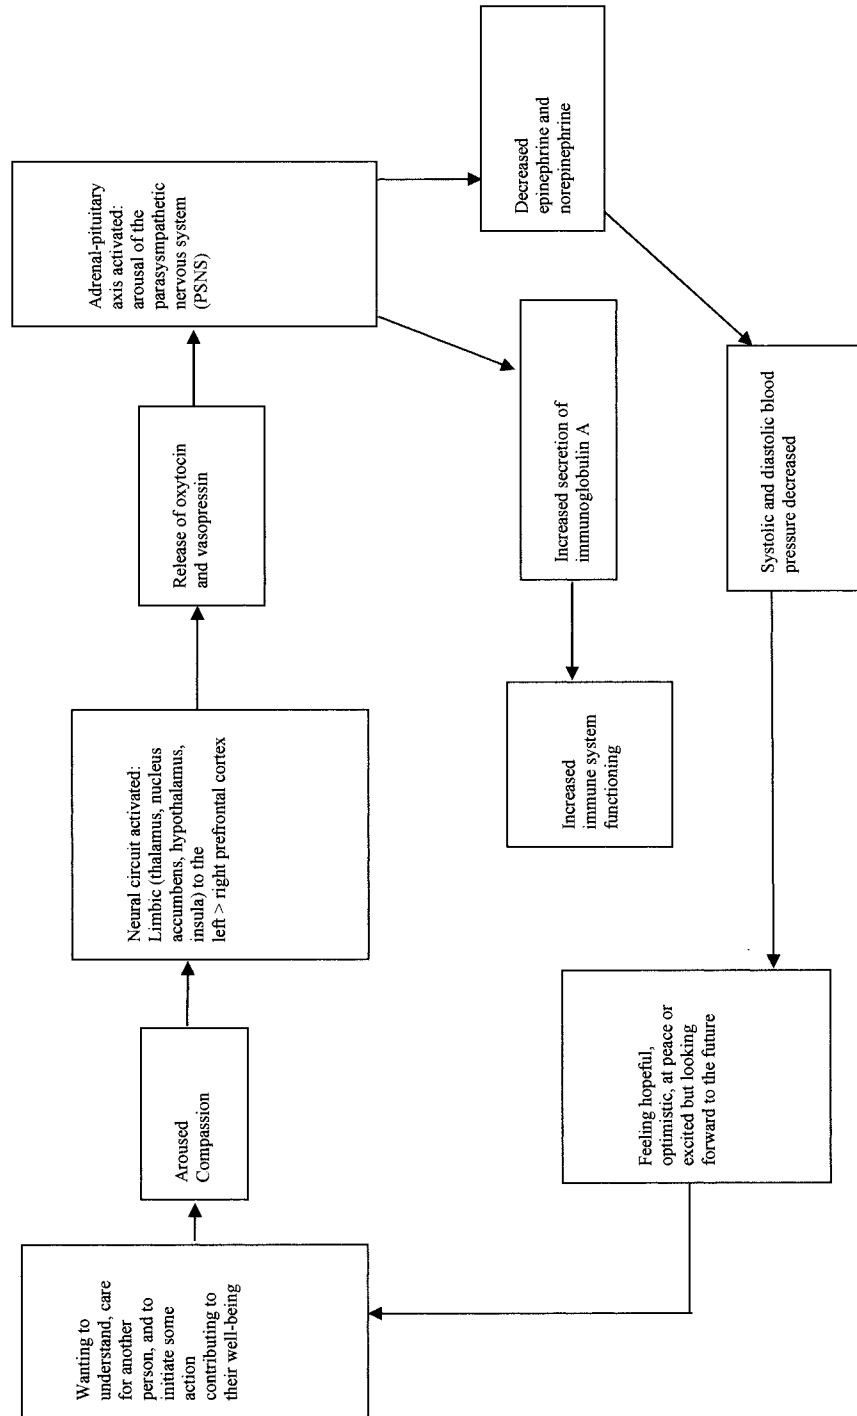 Wanting to
understand, care
for another
person, and to
initiate some
action
contributing to
their well-being
Aroused
Compassion
Neural circuit activated:
Limbic (thalamus, nucleus
accumbens, hypothalamus,
insula) to the
left > right prefrontal cortex
Release of oxytocin
and vasopressin
Adrenal-pituitary
axis activated:
arousal of the
parasysmpathetic
nervous system
(PSNS)
Decreased
epinephrine and
norepinephrine
Increased secretion of
immunoglobulin A
Increased
immune system
functioning
Systolic and diastolic blood
pressure decreased
Feeling hopeful,
optimistic, at peace or
excited but looking
forward to the future